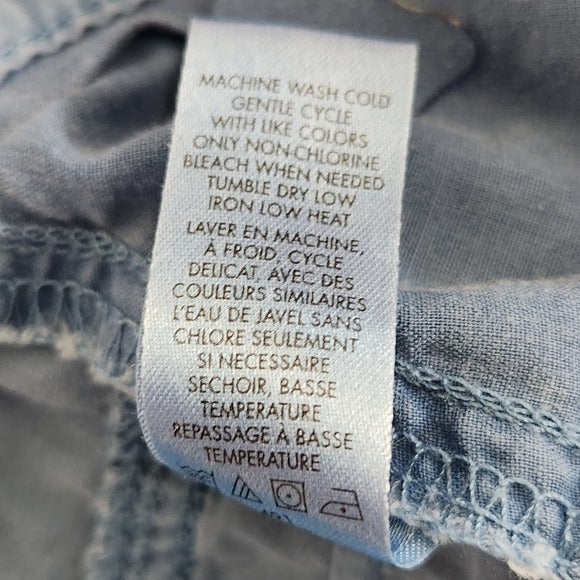 MACHINE WASH COLD
GENTLE CYCLE
WITH LIKE COLORS
ONLY NON-CHLORINE
BLEACH WHEN NEEDED
TUMBLE DRY LOW
IRON LOW HEAT
LAVER EN MACHINE,
À FROID, CYCLE
DELICAT, AVEC DES
COULEURS SIMILAIRES
L'EAU DE JAVEL SANS
CHLORE SEULEMENT
SI NECESSAIRE
SECHOIR, BASSE
TEMPERATURE
REPASSAGE À BASSE
TEMPERATURE